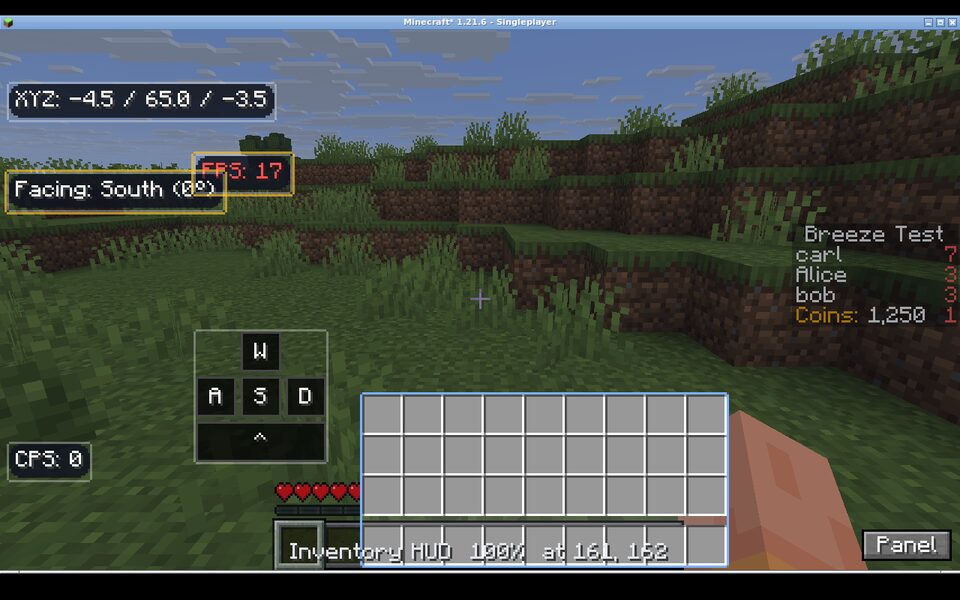 Minecraft* 1.21.6 - Singleplayer
XYZ: -4.5 / 65.0 / -3.5
FPS: 17
Facing: South (0°)
Breeze Test
carl 7
Alice 3
bob 3
Coins: 1,250 1
W
A S D
^
CPS: 0
Inventory HUD 100% at 161, 162
Panel